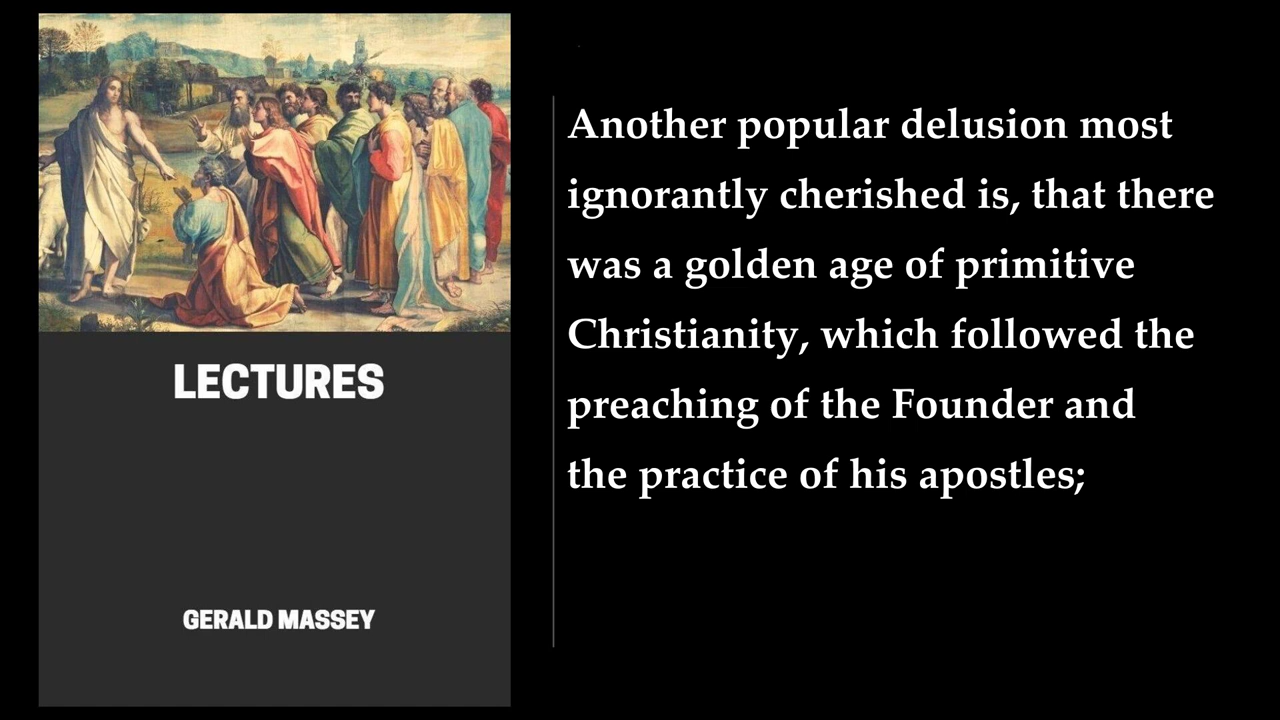 LECTURES
GERALD MASSEY
Another popular delusion most
ignorantly cherished is, that there
was a golden age of primitive
Christianity, which followed the
preaching of the Founder and
the practice of his apostles;